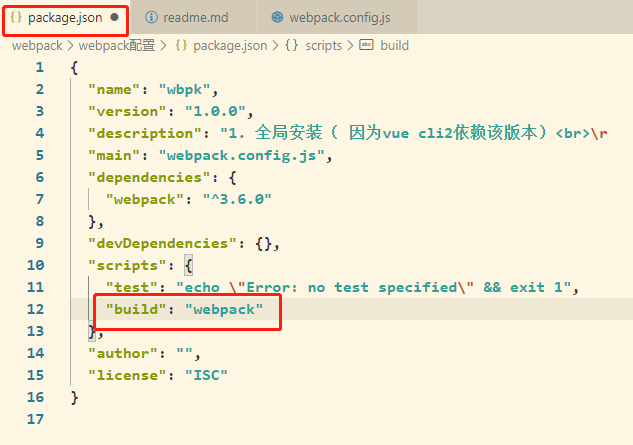 {} package.json ●
readme.md
webpack.config.js
webpack > webpack配置 > {} package.json > {} scripts > abc build
1 {
2 "name": "wbpk",
3 "version": "1.0.0",
4 "description": "1. 全局安装( 因为vue cli2依赖该版本)<br>\r
5 "main": "webpack.config.js",
6 "dependencies": {
7 "webpack": "^3.6.0"
8 },
9 "devDependencies": {},
10 "scripts": {
11 "test": "echo \"Error: no test specified\" && exit 1",
12 "build": "webpack"
13 },
14 "author": "",
15 "license": "ISC"
16 }
17